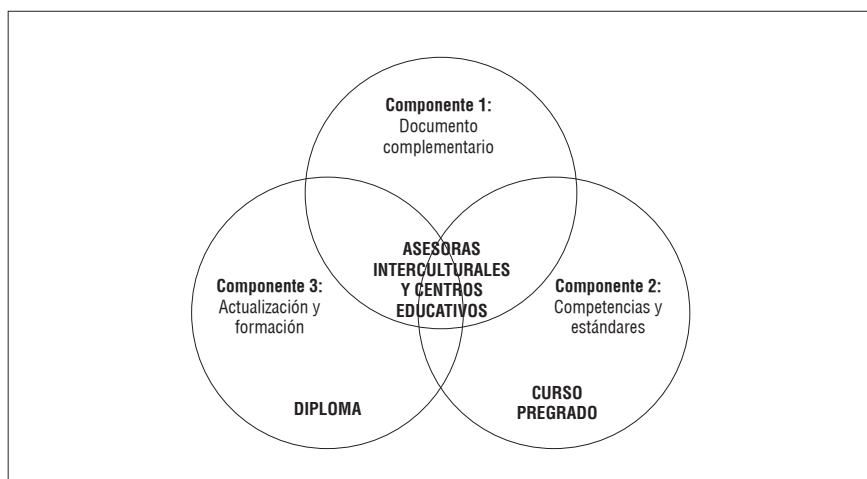 Componente 1:
Documento
complementario
ASESORAS
INTERCULTURALES
Y CENTROS
EDUCATIVOS
Componente 3:
Actualización y
formación
Componente 2:
Competencias y
estándares
DIPLOMA
CURSO
PREGRADO